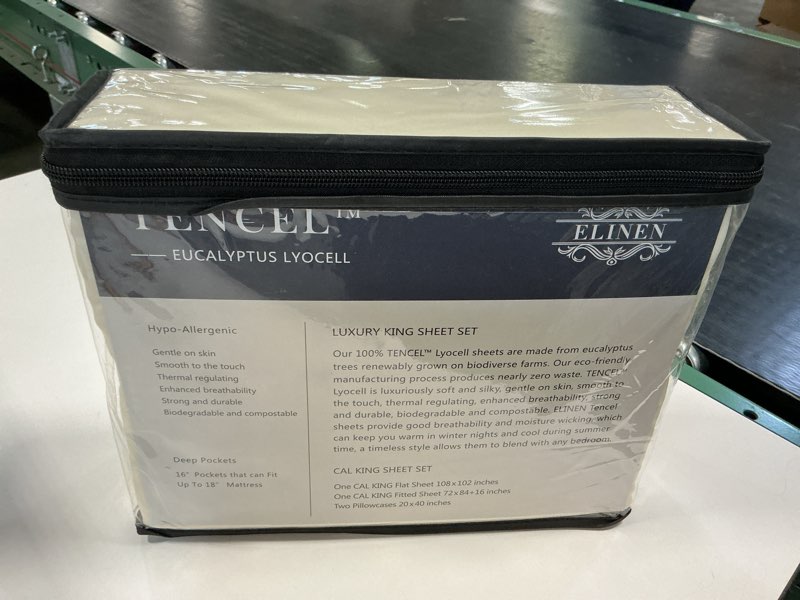 TENCEL™
EUCALYPTUS LYOCELL
ELINEN
Hypo-Allergenic
Gentle on skin
Smooth to the touch
Thermal regulating
Enhanced breathability
Strong and durable
Biodegradable and compostable
Deep Pockets
16" Pockets that can Fit
Up To 18" Mattress
LUXURY KING SHEET SET
Our 100% TENCEL™ Lyocell sheets are made from eucalyptus
trees renewably grown on biodiverse farms. Our eco-friendly
manufacturing process produces nearly zero waste. TENCEL™
Lyocell is luxuriously soft and silky, gentle on skin, smooth to
the touch, thermal regulating, enhanced breathability, strong
and durable, biodegradable and compostable. ELINEN Tencel
sheets provide good breathability and moisture wicking, which
can keep you warm in winter nights and cool during summer
time, a timeless style allows them to blend with any bedroom.
CAL KING SHEET SET
One CAL KING Flat Sheet 108x102 inches
One CAL KING Fitted Sheet 72x84+16 inches
Two Pillowcases 20x40 inches